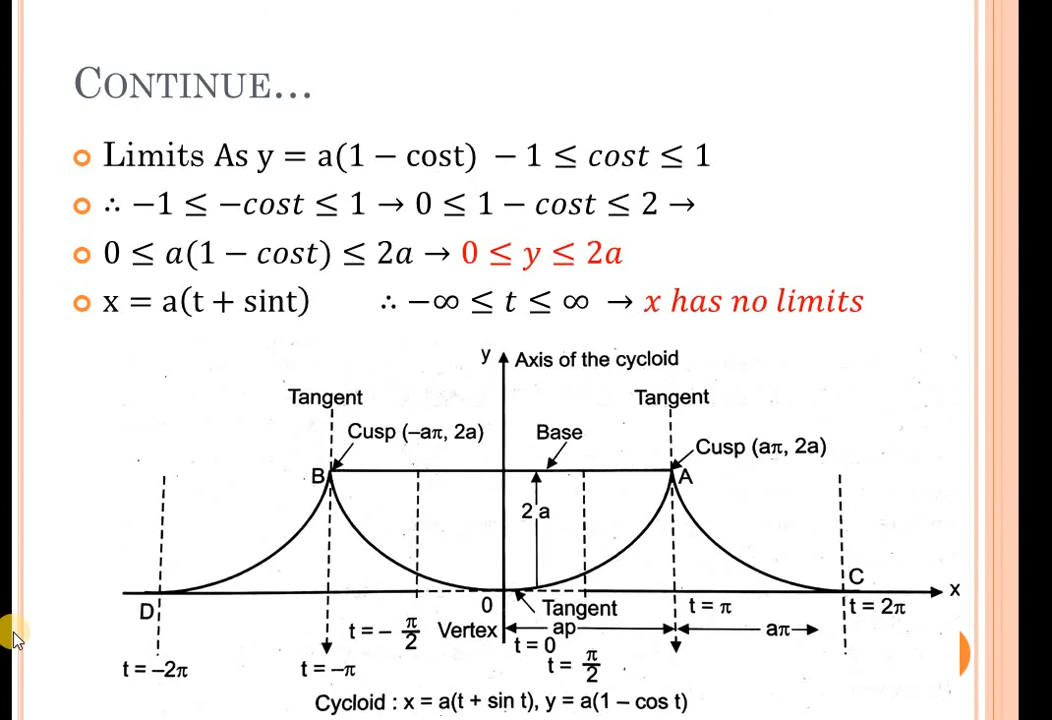 CONTINUE...
Limits As y = a(1 − cost) − 1 ≤ cost ≤ 1
∴ −1 ≤ −cost ≤ 1 → 0 ≤ 1 − cost ≤ 2 →
0 ≤ a(1 − cost) ≤ 2a → 0 ≤ y ≤ 2a
x = a(t + sint) ∴ −∞ ≤ t ≤ ∞ → x has no limits
y Axis of the cycloid
Tangent Tangent
Cusp (–aπ, 2a) Base Cusp (aπ, 2a)
B A
2a
C x
D 0 Tangent t = π t = 2π
t = – π/2 Vertex ap aπ
t = 0
t = –2π t = –π t = π/2
Cycloid : x = a(t + sin t), y = a(1 – cos t)